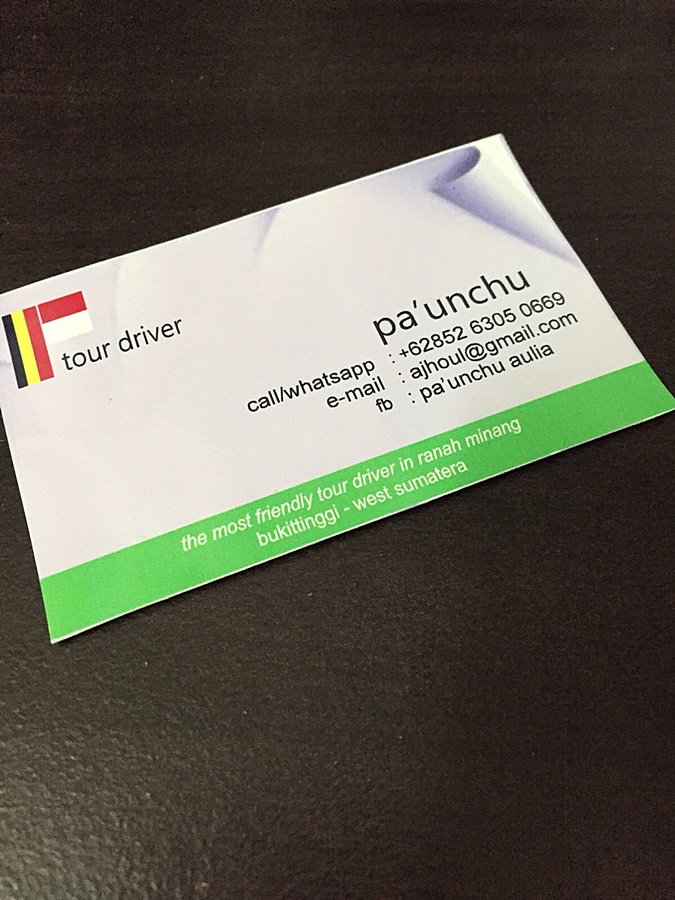 tour driver
pa'unchu
call/whatsapp : +62852 6305 0669
e-mail : ajhoul@gmail.com
fb : pa'unchu aulia
the most friendly tour driver in ranah minang
bukittinggi - west sumatera